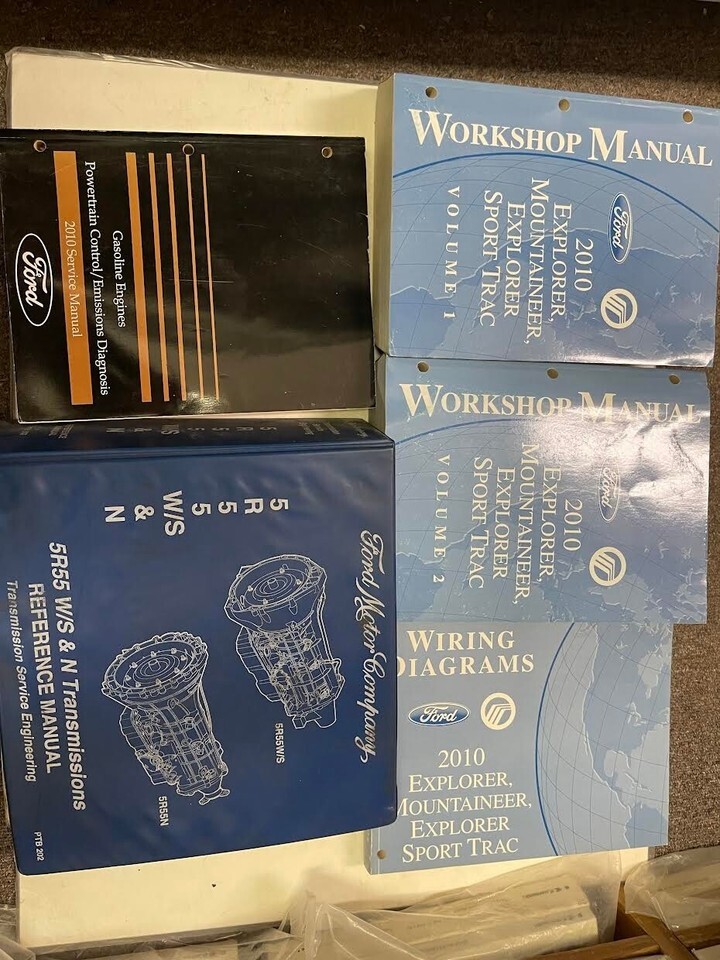 Gasoline Engines
Powertrain Control/Emissions Diagnosis
2010 Service Manual
Ford
WORKSHOP MANUAL
2010
EXPLORER,
MOUNTAINEER,
EXPLORER
SPORT TRAC
VOLUME 1
Ford
WORKSHOP MANUAL
2010
EXPLORER,
MOUNTAINEER,
EXPLORER
SPORT TRAC
VOLUME 2
Ford
5 R 5 5 W/S & N
Ford Motor Company
5
R
5
5
W/S
&
N
5R55W/S
5R55N
5R55 W/S & N Transmissions
REFERENCE MANUAL
Transmission Service Engineering
PTB 202
WIRING
DIAGRAMS
Ford
2010
EXPLORER,
MOUNTAINEER,
EXPLORER
SPORT TRAC